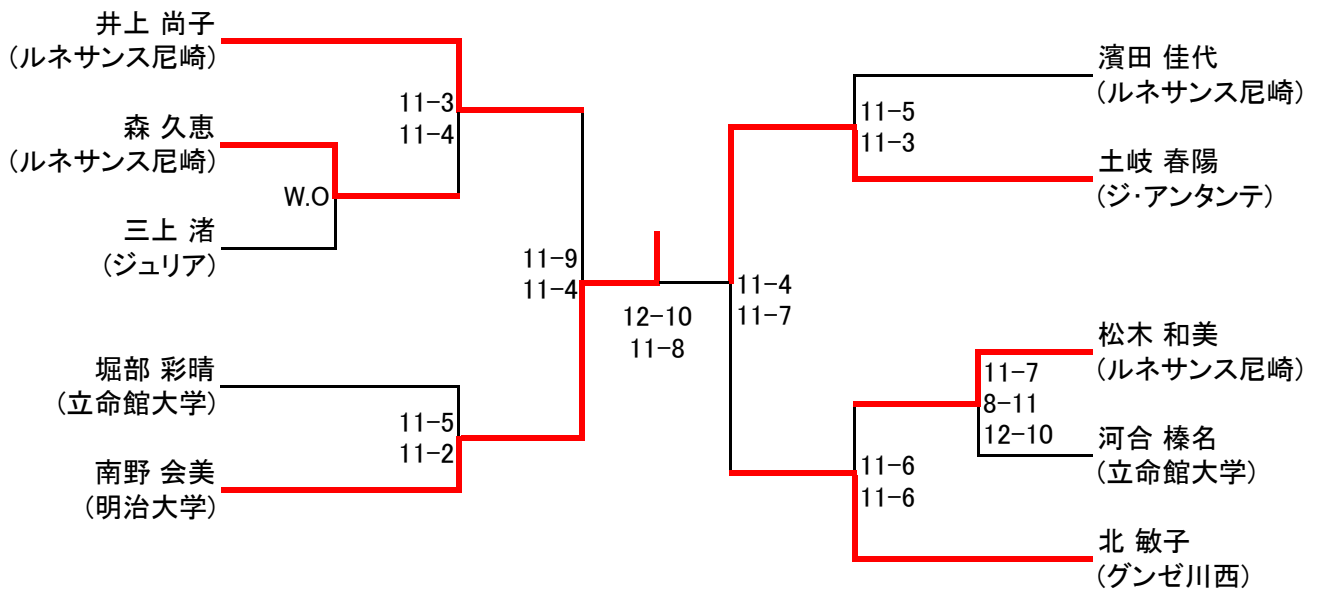 井上 尚子
(ルネサンス尼崎)
11-3
11-4
森 久恵
(ルネサンス尼崎)
W.O
三上 渚
(ジュリア)
11-9
11-4
堀部 彩晴
(立命館大学)
11-5
11-2
南野 会美
(明治大学)
12-10
11-8
濱田 佳代
(ルネサンス尼崎)
11-5
11-3
土岐 春陽
(ジ・アンタンテ)
11-4
11-7
松木 和美
(ルネサンス尼崎)
11-7
8-11
12-10
河合 榛名
(立命館大学)
11-6
11-6
北 敏子
(グンゼ川西)